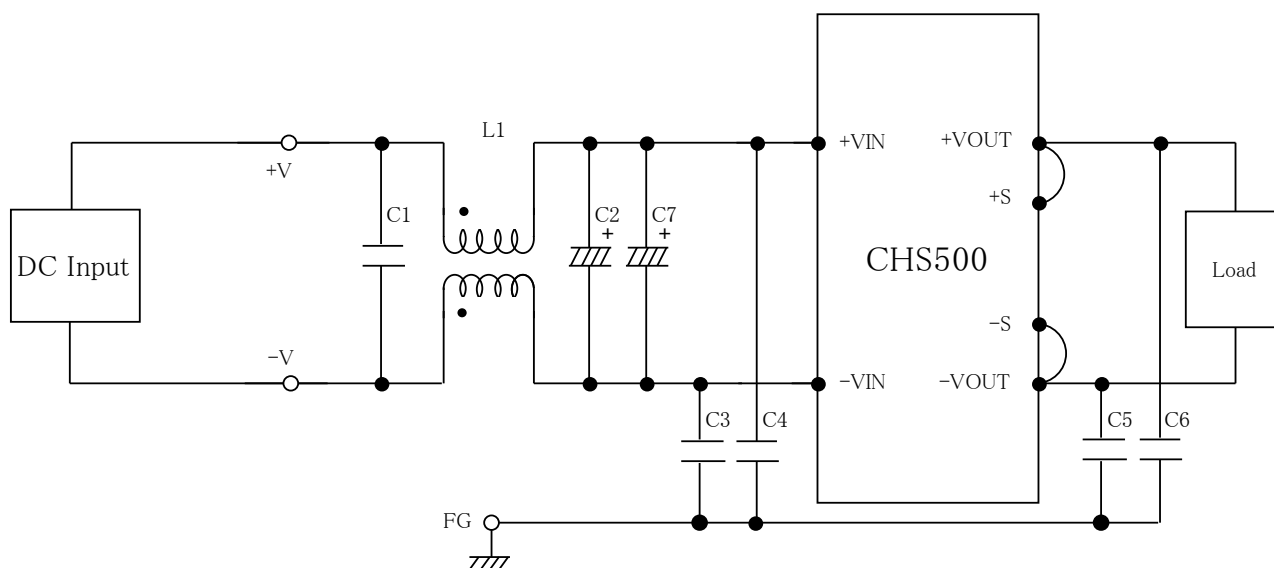 L1
+VIN
+VOUT
+V
+S
C1
C2
+
C7
+
DC Input
CHS500
Load
−S
−V
−VIN
−VOUT
C3
C4
C5
C6
FG